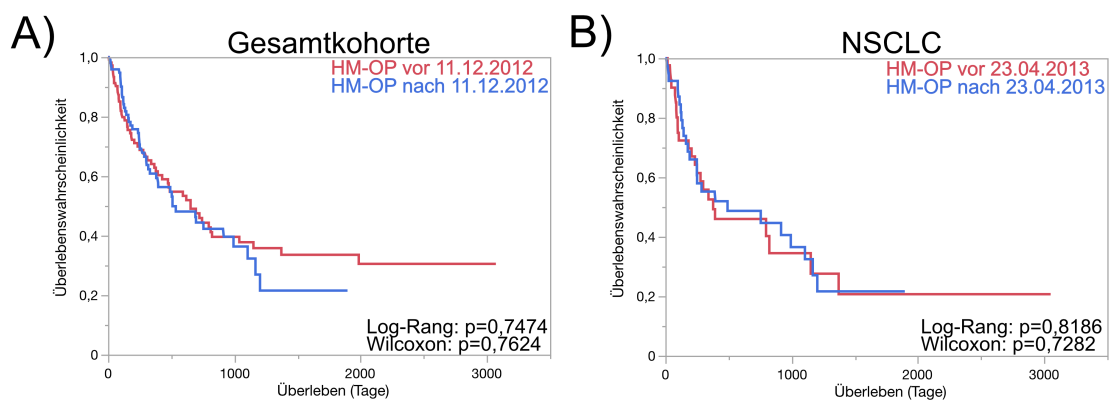 A)
Gesamtkohorte
HM-OP vor 11.12.2012
HM-OP nach 11.12.2012
Überlebenswahrscheinlichkeit
1,0
0,8
0,6
0,4
0,2
0
Log-Rang: p=0,7474
Wilcoxon: p=0,7624
0 1000 2000 3000
Überleben (Tage)
B)
NSCLC
HM-OP vor 23.04.2013
HM-OP nach 23.04.2013
Überlebenswahrscheinlichkeit
1,0
0,8
0,6
0,4
0,2
0
Log-Rang: p=0,8186
Wilcoxon: p=0,7282
0 1000 2000 3000
Überleben (Tage)